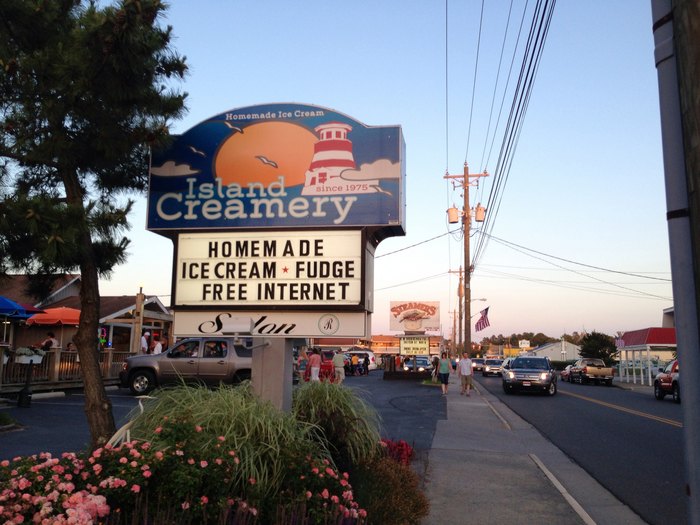 Homemade Ice Cream
Island
since 1975
Creamery
HOMEMADE
ICE CREAM ★ FUDGE
FREE INTERNET
Salon R
STEAMERS